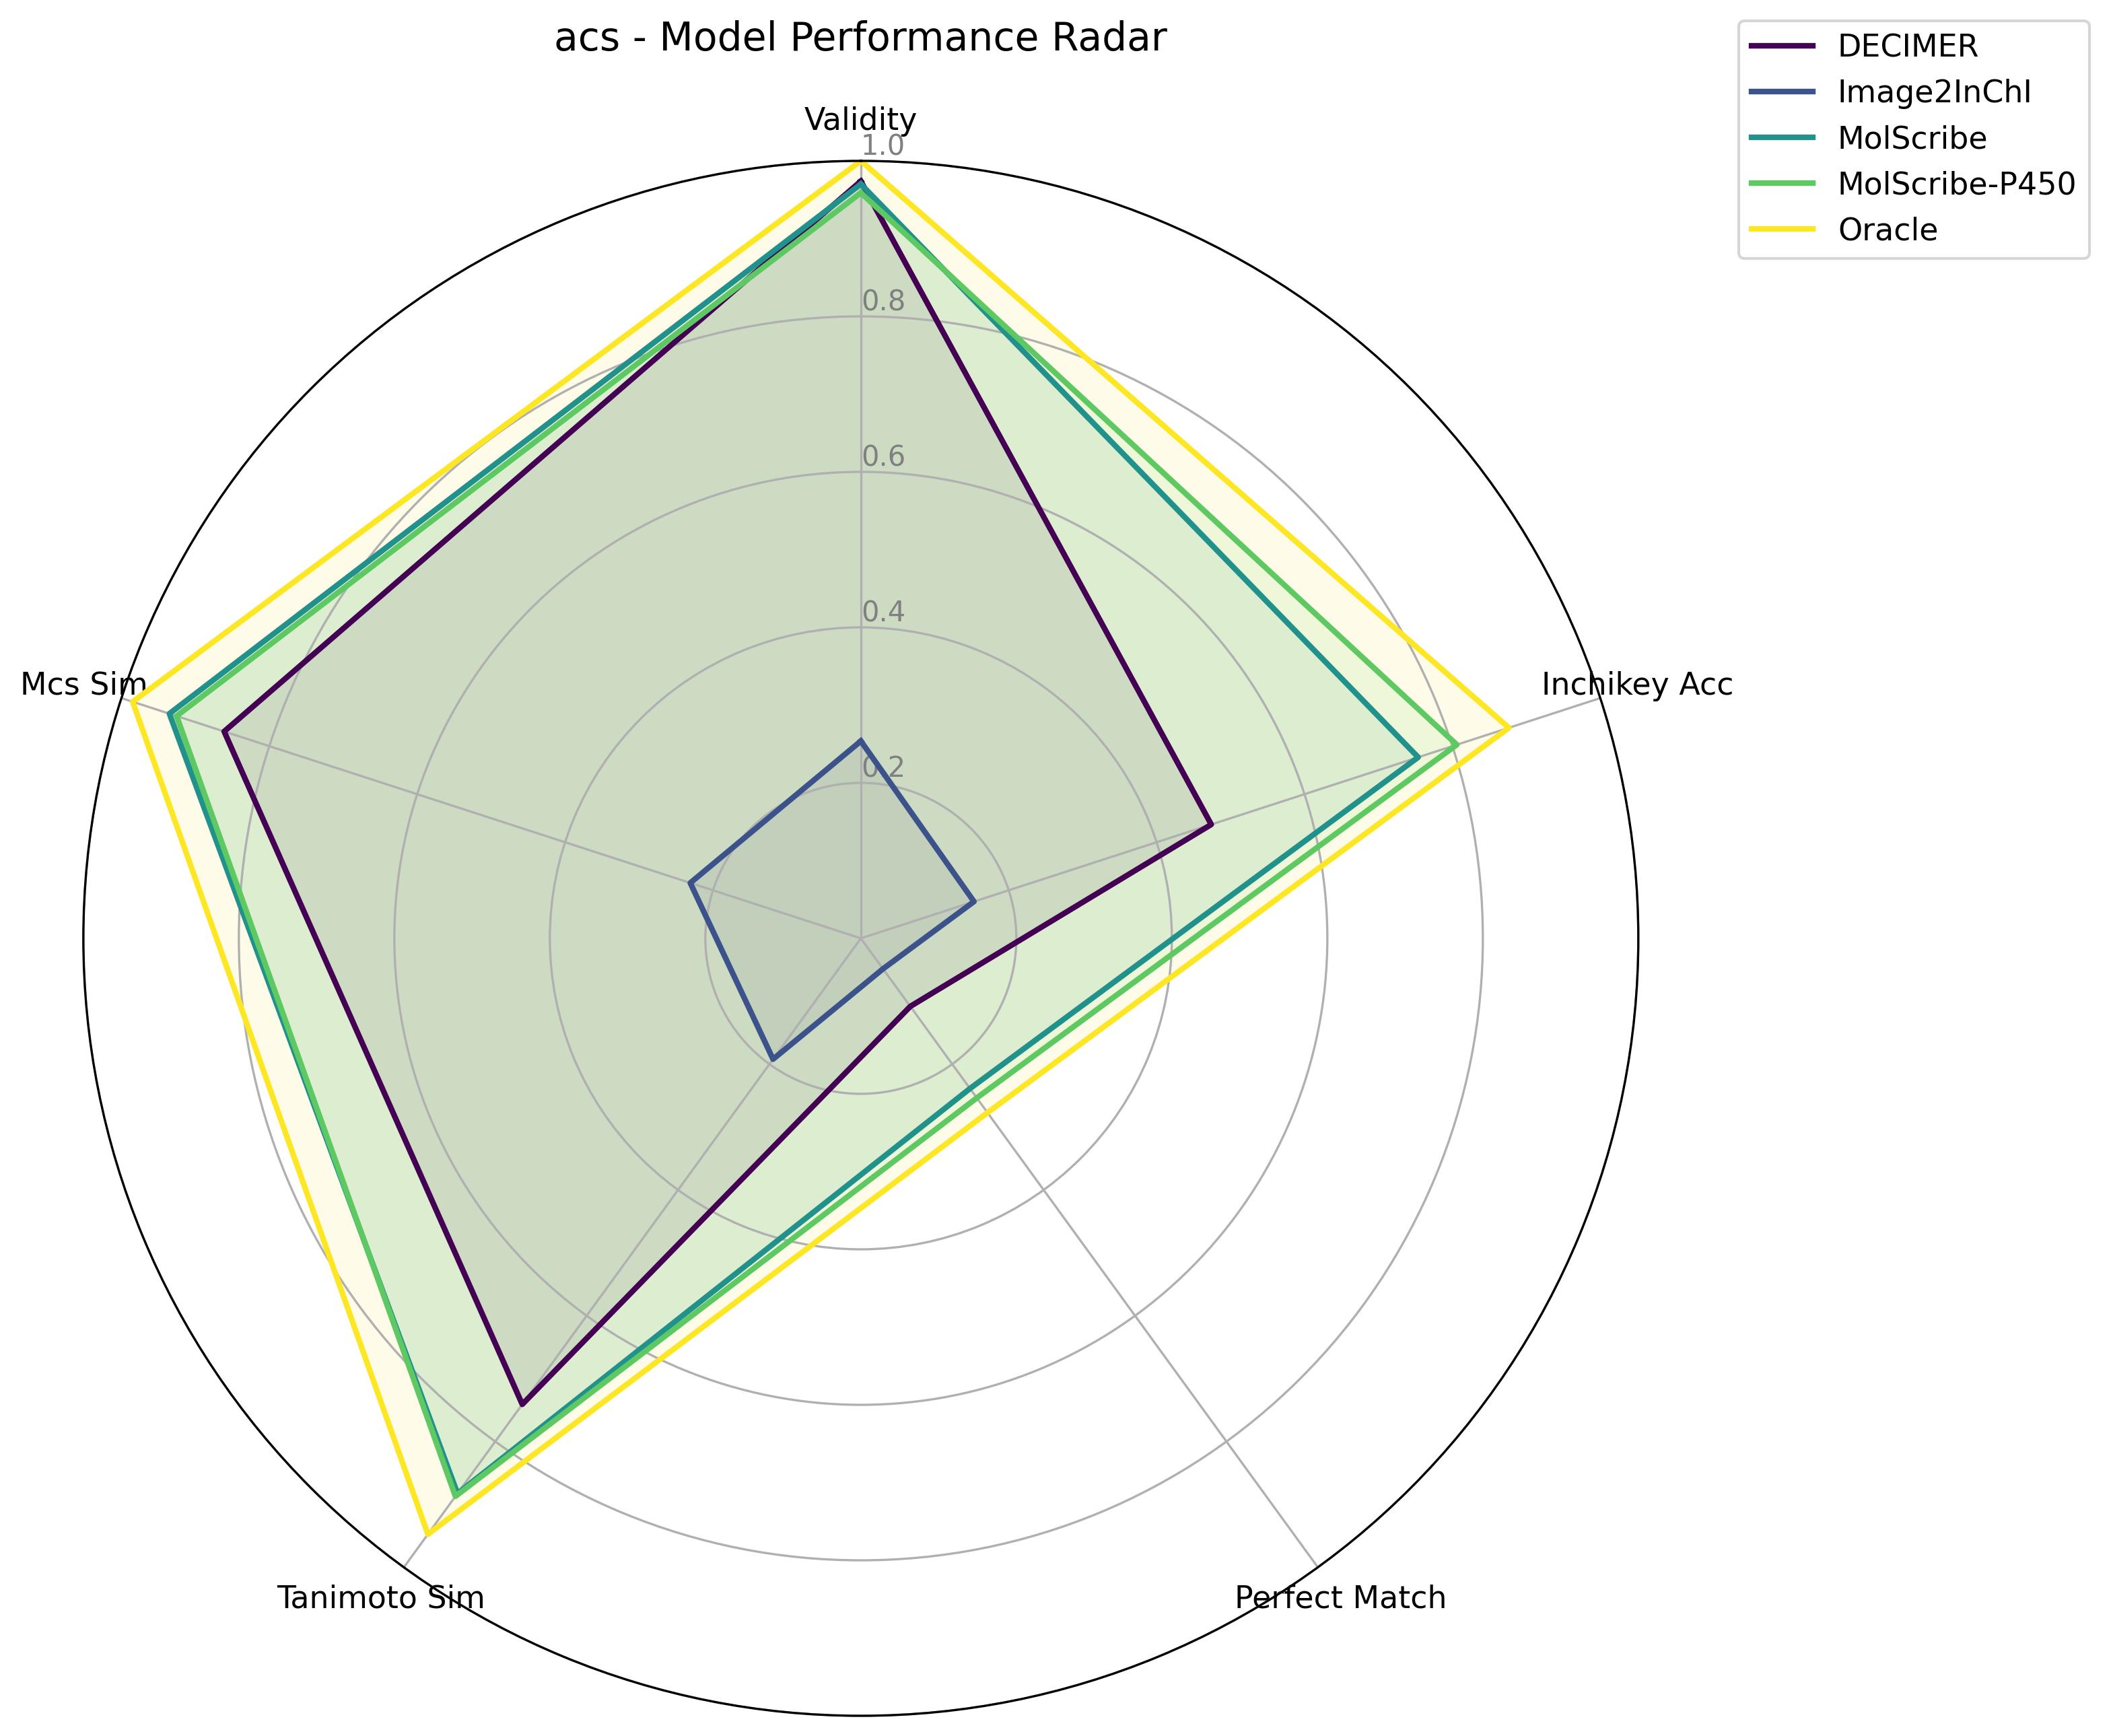 acs - Model Performance Radar
DECIMER
Image2InChI
MolScribe
MolScribe-P450
Oracle
Validity
1.0
0.8
0.6
0.4
0.2
Mcs Sim
Inchikey Acc
Tanimoto Sim
Perfect Match